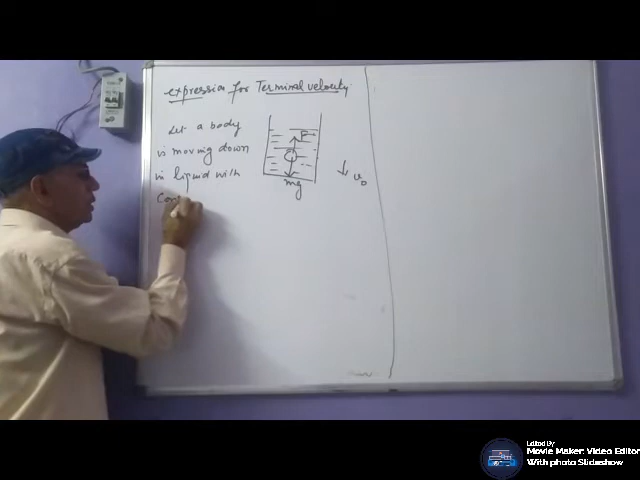 expression for Terminal velocity
Let a body
is moving down
in liquid with
Con
F
mg
v₀
Edited By
Movie Maker: Video Editor
With photo Slideshow